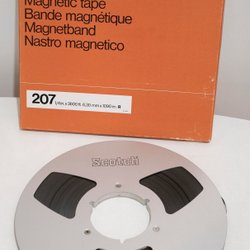 Magnetic tape
Bande magnétique
Magnetband
Nastro magnetico
207
Scotch